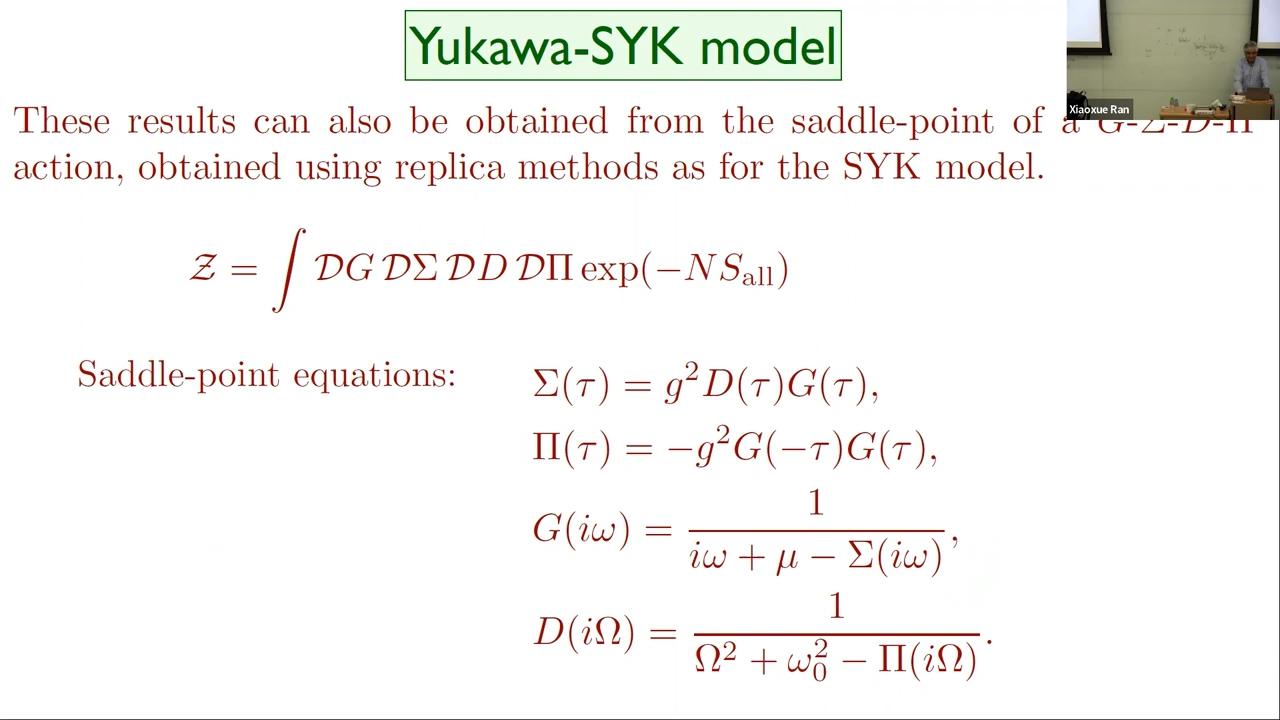 Yukawa-SYK model
Xiaoxue Ran
These results can also be obtained from the saddle-point of a G-Σ-D-Π
action, obtained using replica methods as for the SYK model.
𝒵 = ∫ 𝒟G 𝒟Σ 𝒟D 𝒟Π exp(−NS_all)
Saddle-point equations:
Σ(τ) = g²D(τ)G(τ),
Π(τ) = −g²G(−τ)G(τ),
G(iω) = 1 / (iω + μ − Σ(iω)),
D(iΩ) = 1 / (Ω² + ω₀² − Π(iΩ)).